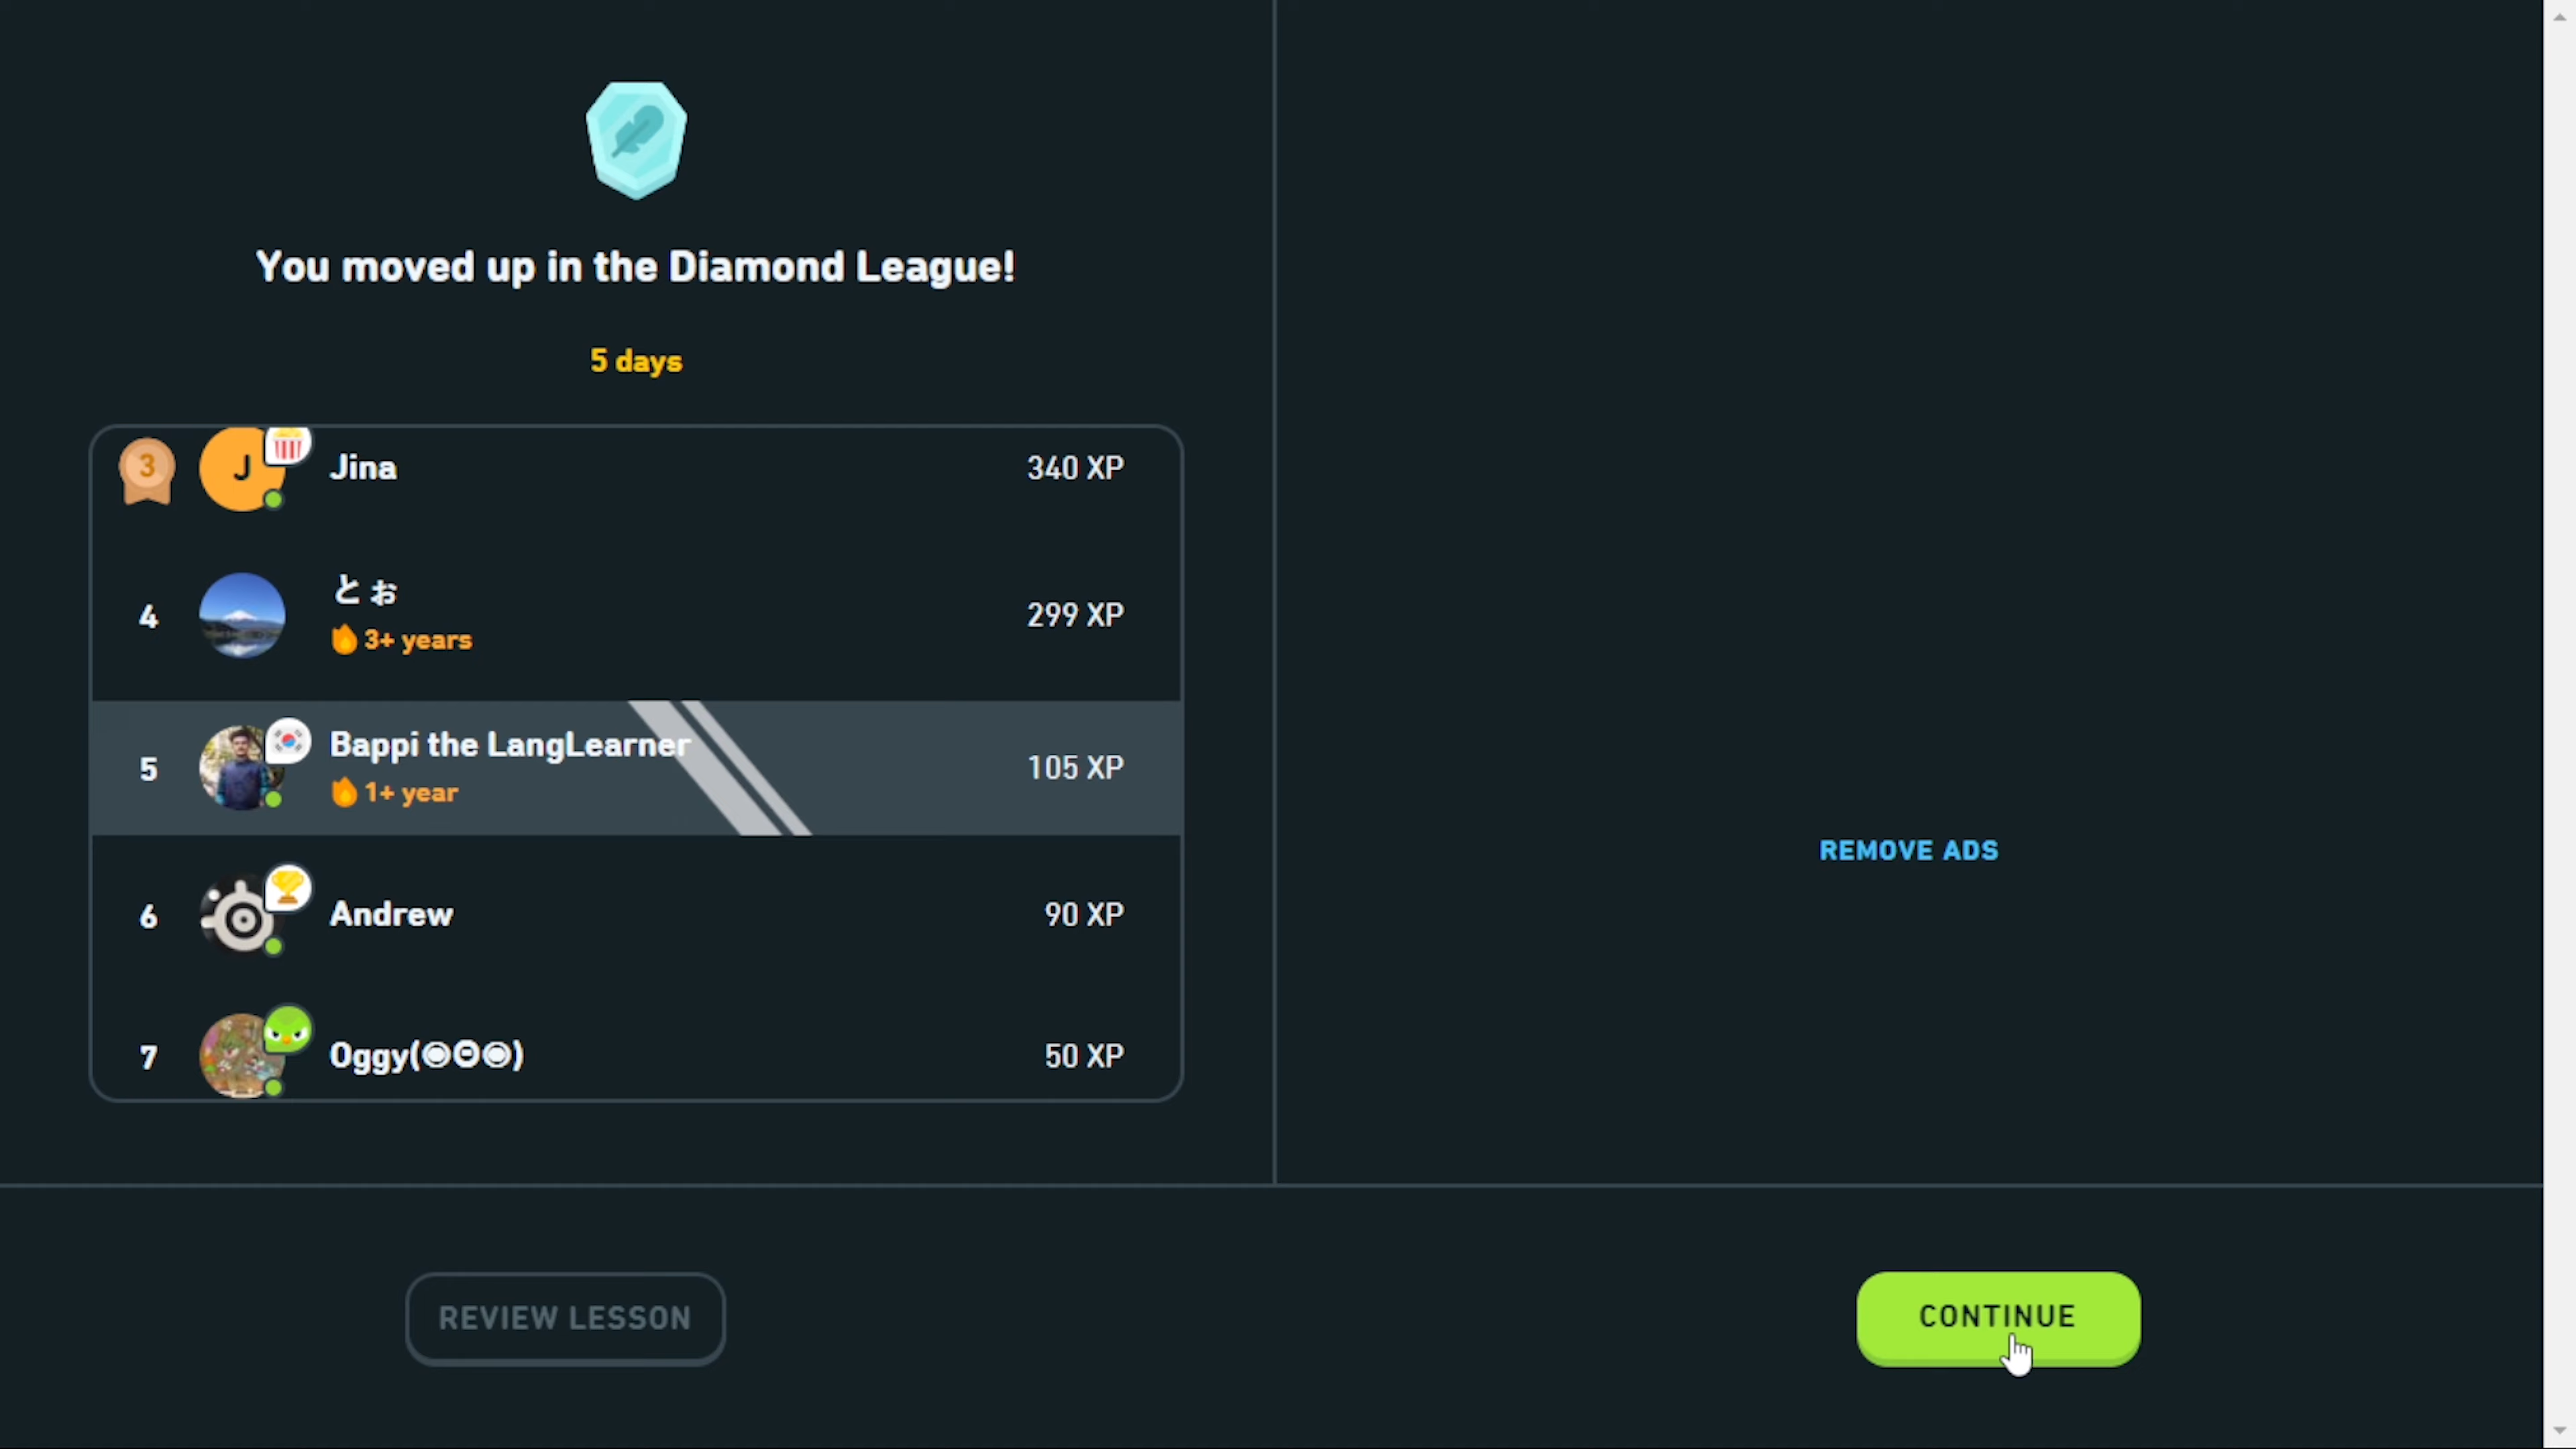 You moved up in the Diamond League!
5 days
3 J Jina 340 XP
4 とぉ 299 XP
3+ years
5 Bappi the LangLearner 105 XP
1+ year
6 Andrew 90 XP
7 Oggy(◉Θ◉) 50 XP
REMOVE ADS
REVIEW LESSON
CONTINUE